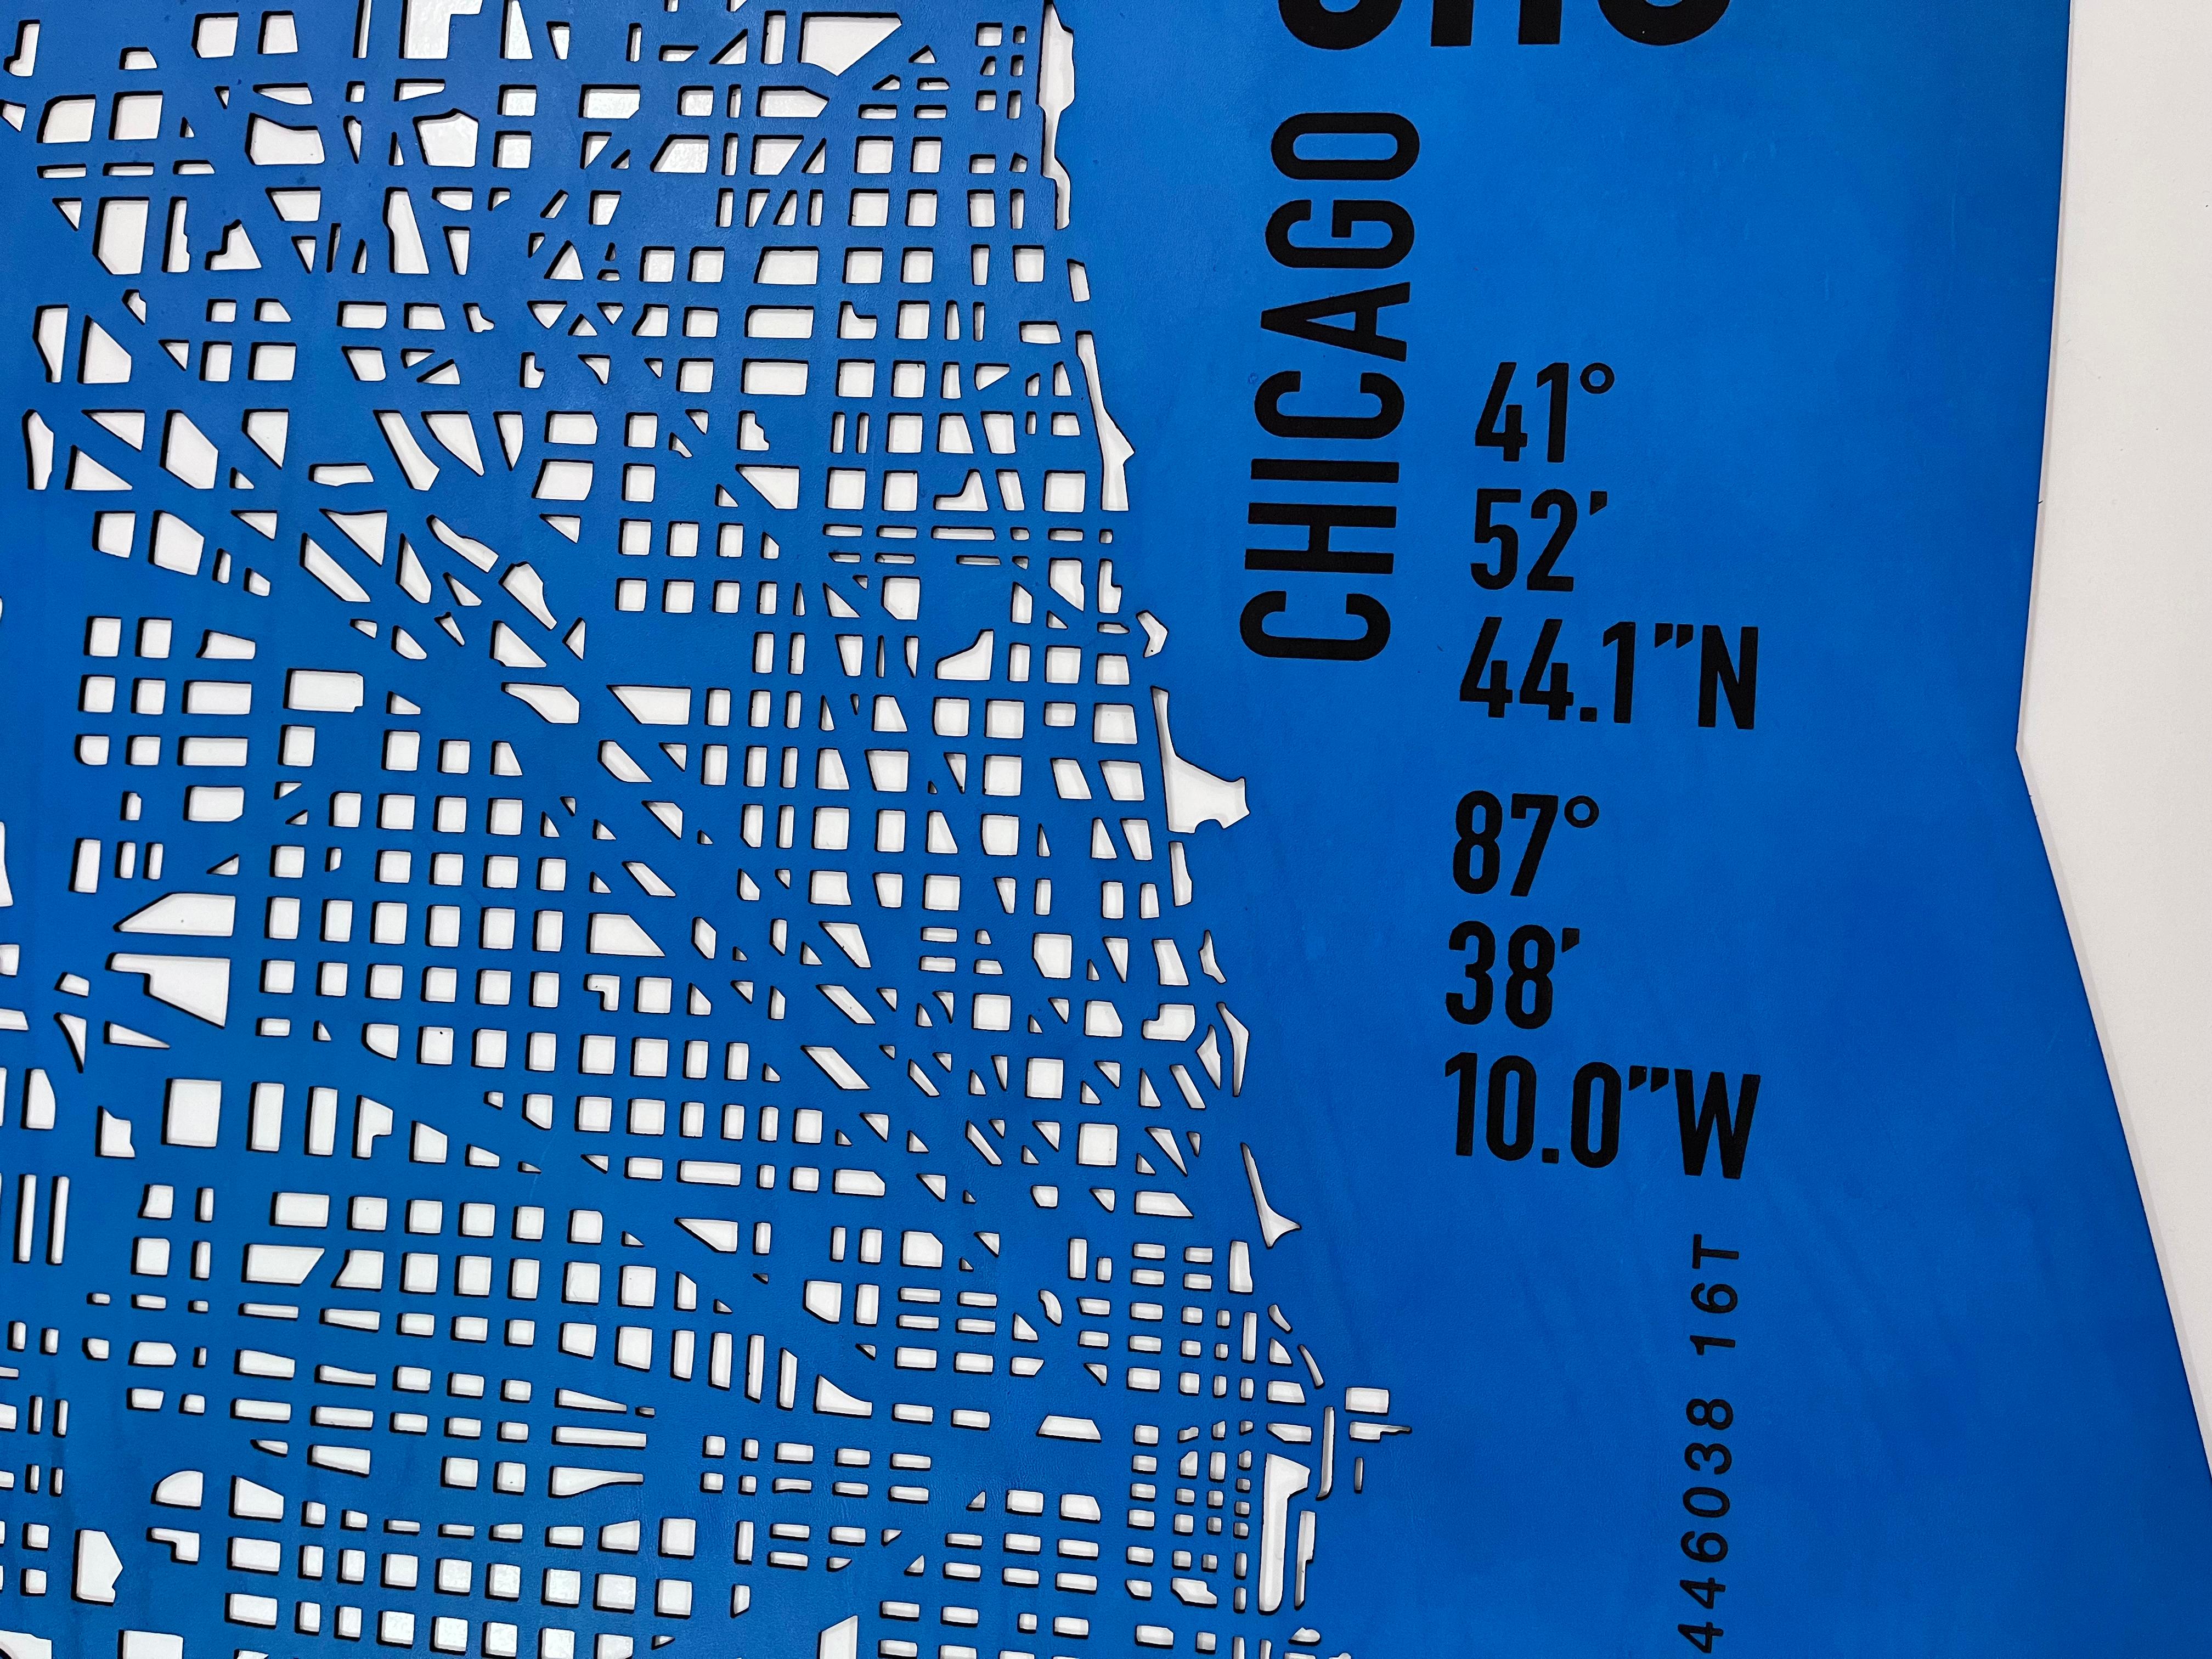 CHICAGO
41°
52'
44.1"N
87°
38'
10.0"W
446038 16T